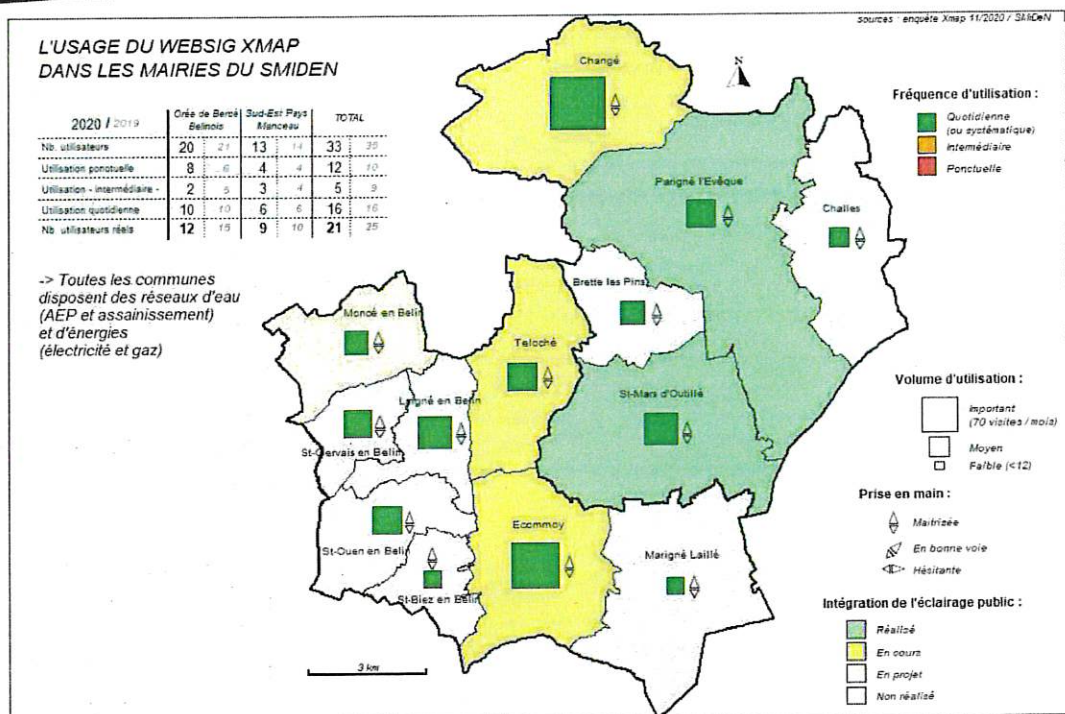 sources : enquête Xmap 11/2020 / SMiDeN
L'USAGE DU WEBSIG XMAP
DANS LES MAIRIES DU SMIDEN
2020 / 2019 Orée de Bercé Belinois Sud-Est Pays Manceau TOTAL
Nb. utilisateurs 20 21 13 14 33 35
Utilisation ponctuelle 8 6 4 4 12 10
Utilisation - intermédiaire - 2 5 3 4 5 9
Utilisation quotidienne 10 10 6 6 16 16
Nb. utilisateurs réels 12 15 9 10 21 25
-> Toutes les communes
disposent des réseaux d'eau
(AEP et assainissement)
et d'énergies
(électricité et gaz)
Changé
N
Parigné l'Evêque
Challes
Brette les Pins
Moncé en Belin
Teloché
St-Mars d'Outillé
Laigné en Belin
St-Gervais en Belin
St-Ouen en Belin
Ecommoy
Marigné Laillé
St-Biez en Belin
3 km
Fréquence d'utilisation :
Quotidienne
(ou systématique)
Intermédiaire
Ponctuelle
Volume d'utilisation :
Important
(70 visites / mois)
Moyen
Faible (<12)
Prise en main :
Maitrizée
En bonne voie
Hésitante
Intégration de l'éclairage public :
Réalisé
En cours
En projet
Non réalisé